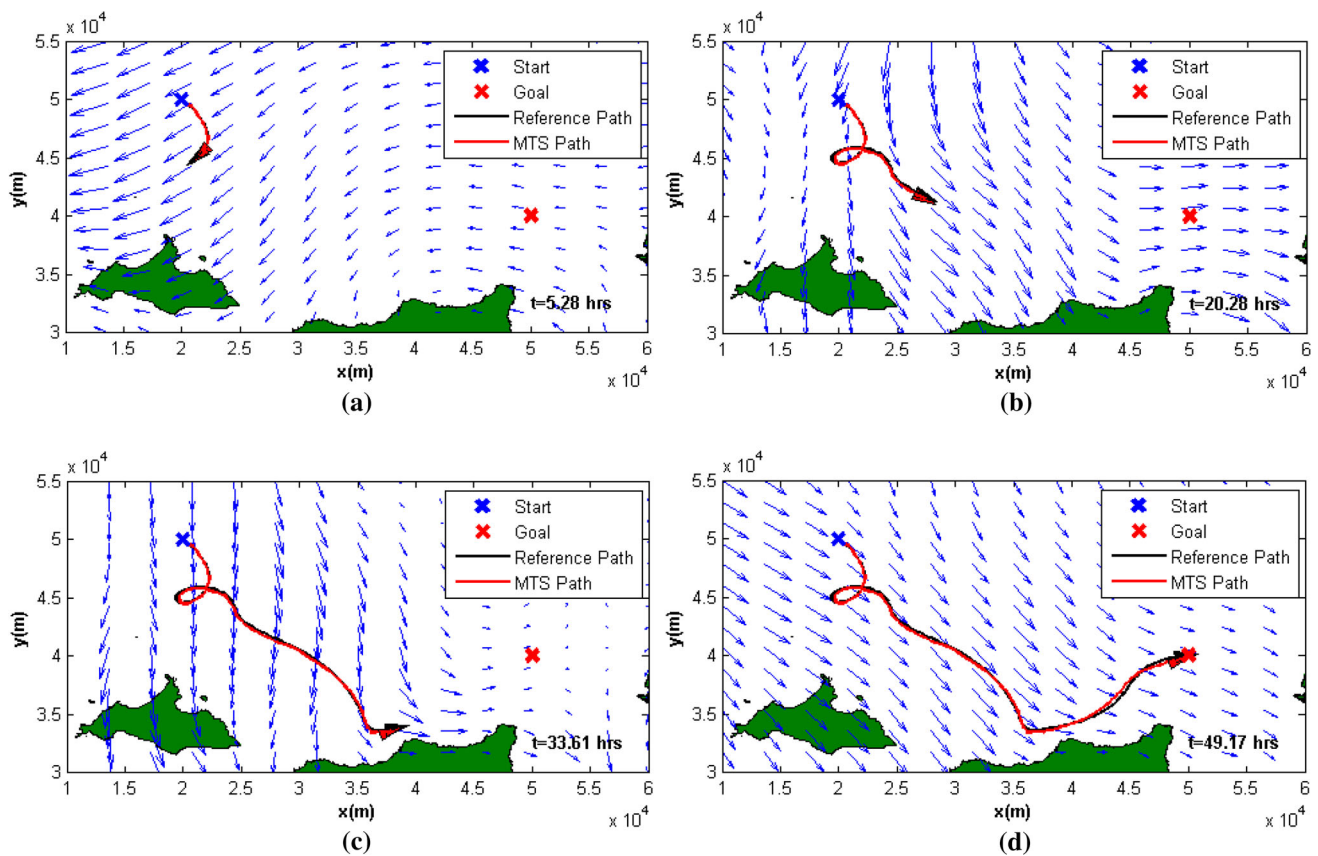 x 10^4
5.5
5
4.5
4
3.5
3
y(m)
Start
Goal
Reference Path
MTS Path
t=5.28 hrs
1 1.5 2 2.5 3 3.5 4 4.5 5 5.5 6
x(m)
x 10^4
(a)
x 10^4
5.5
5
4.5
4
3.5
3
y(m)
Start
Goal
Reference Path
MTS Path
t=20.28 hrs
1 1.5 2 2.5 3 3.5 4 4.5 5 5.5 6
x(m)
x 10^4
(b)
x 10^4
5.5
5
4.5
4
3.5
3
y(m)
Start
Goal
Reference Path
MTS Path
t=33.61 hrs
1 1.5 2 2.5 3 3.5 4 4.5 5 5.5 6
x(m)
x 10^4
(c)
x 10^4
5.5
5
4.5
4
3.5
3
y(m)
Start
Goal
Reference Path
MTS Path
t=49.17 hrs
1 1.5 2 2.5 3 3.5 4 4.5 5 5.5 6
x(m)
x 10^4
(d)